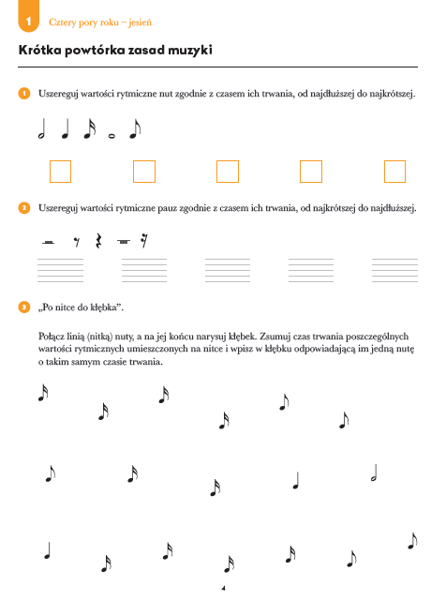 1
Cztery pory roku – jesień
Krótka powtórka zasad muzyki
1 Uszereguj wartości rytmiczne nut zgodnie z czasem ich trwania, od najdłuższej do najkrótszej.
2 Uszereguj wartości rytmiczne pauz zgodnie z czasem ich trwania, od najkrótszej do najdłuższej.
3 „Po nitce do kłębka”.
Połącz linią (nitką) nuty, a na jej końcu narysuj kłębek. Zsumuj czas trwania poszczególnych
wartości rytmicznych umieszczonych na nitce i wpisz w kłębku odpowiadającą im jedną nutę
o takim samym czasie trwania.
4